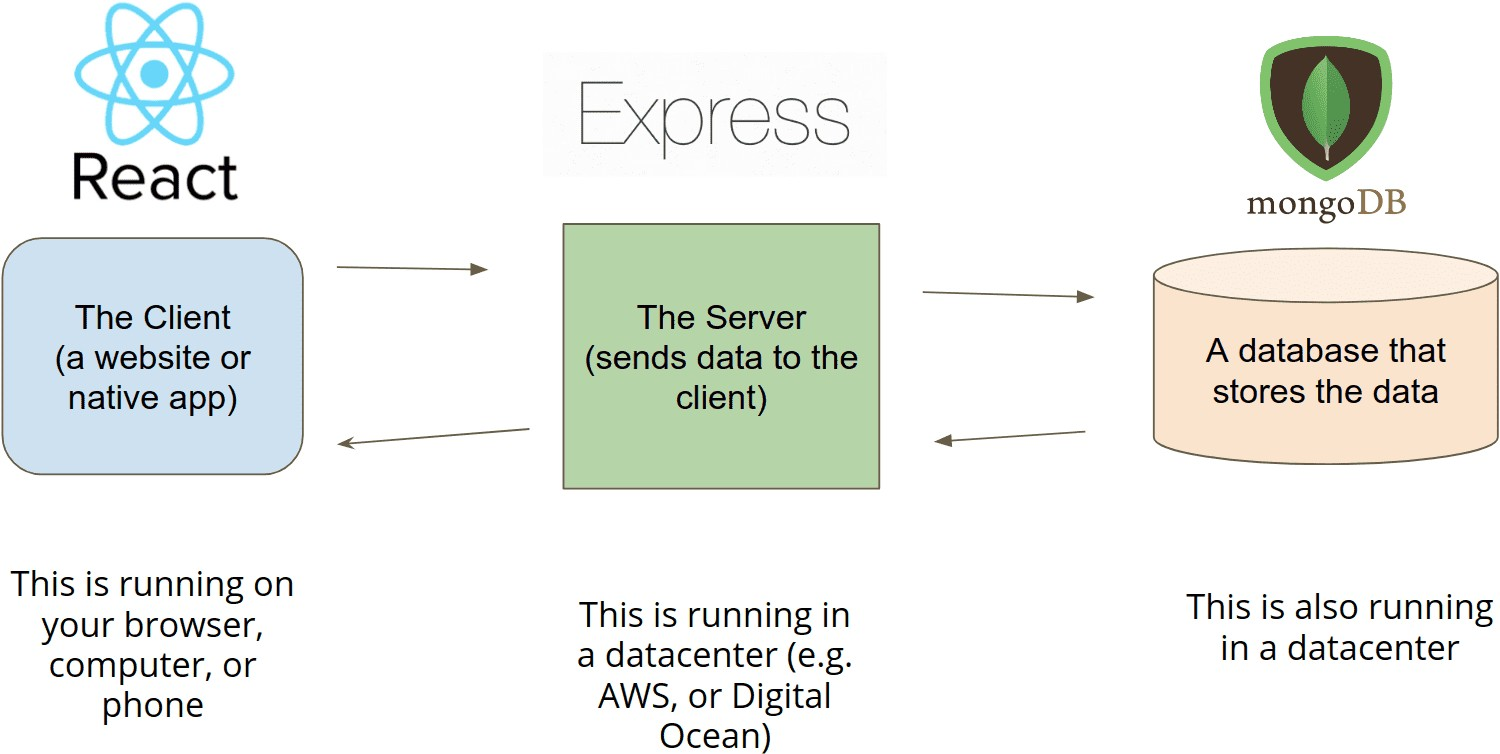 React
Express
mongoDB
The Client
(a website or
native app)
The Server
(sends data to the
client)
A database that
stores the data
This is running on
your browser,
computer, or
phone
This is running in
a datacenter (e.g.
AWS, or Digital
Ocean)
This is also running
in a datacenter